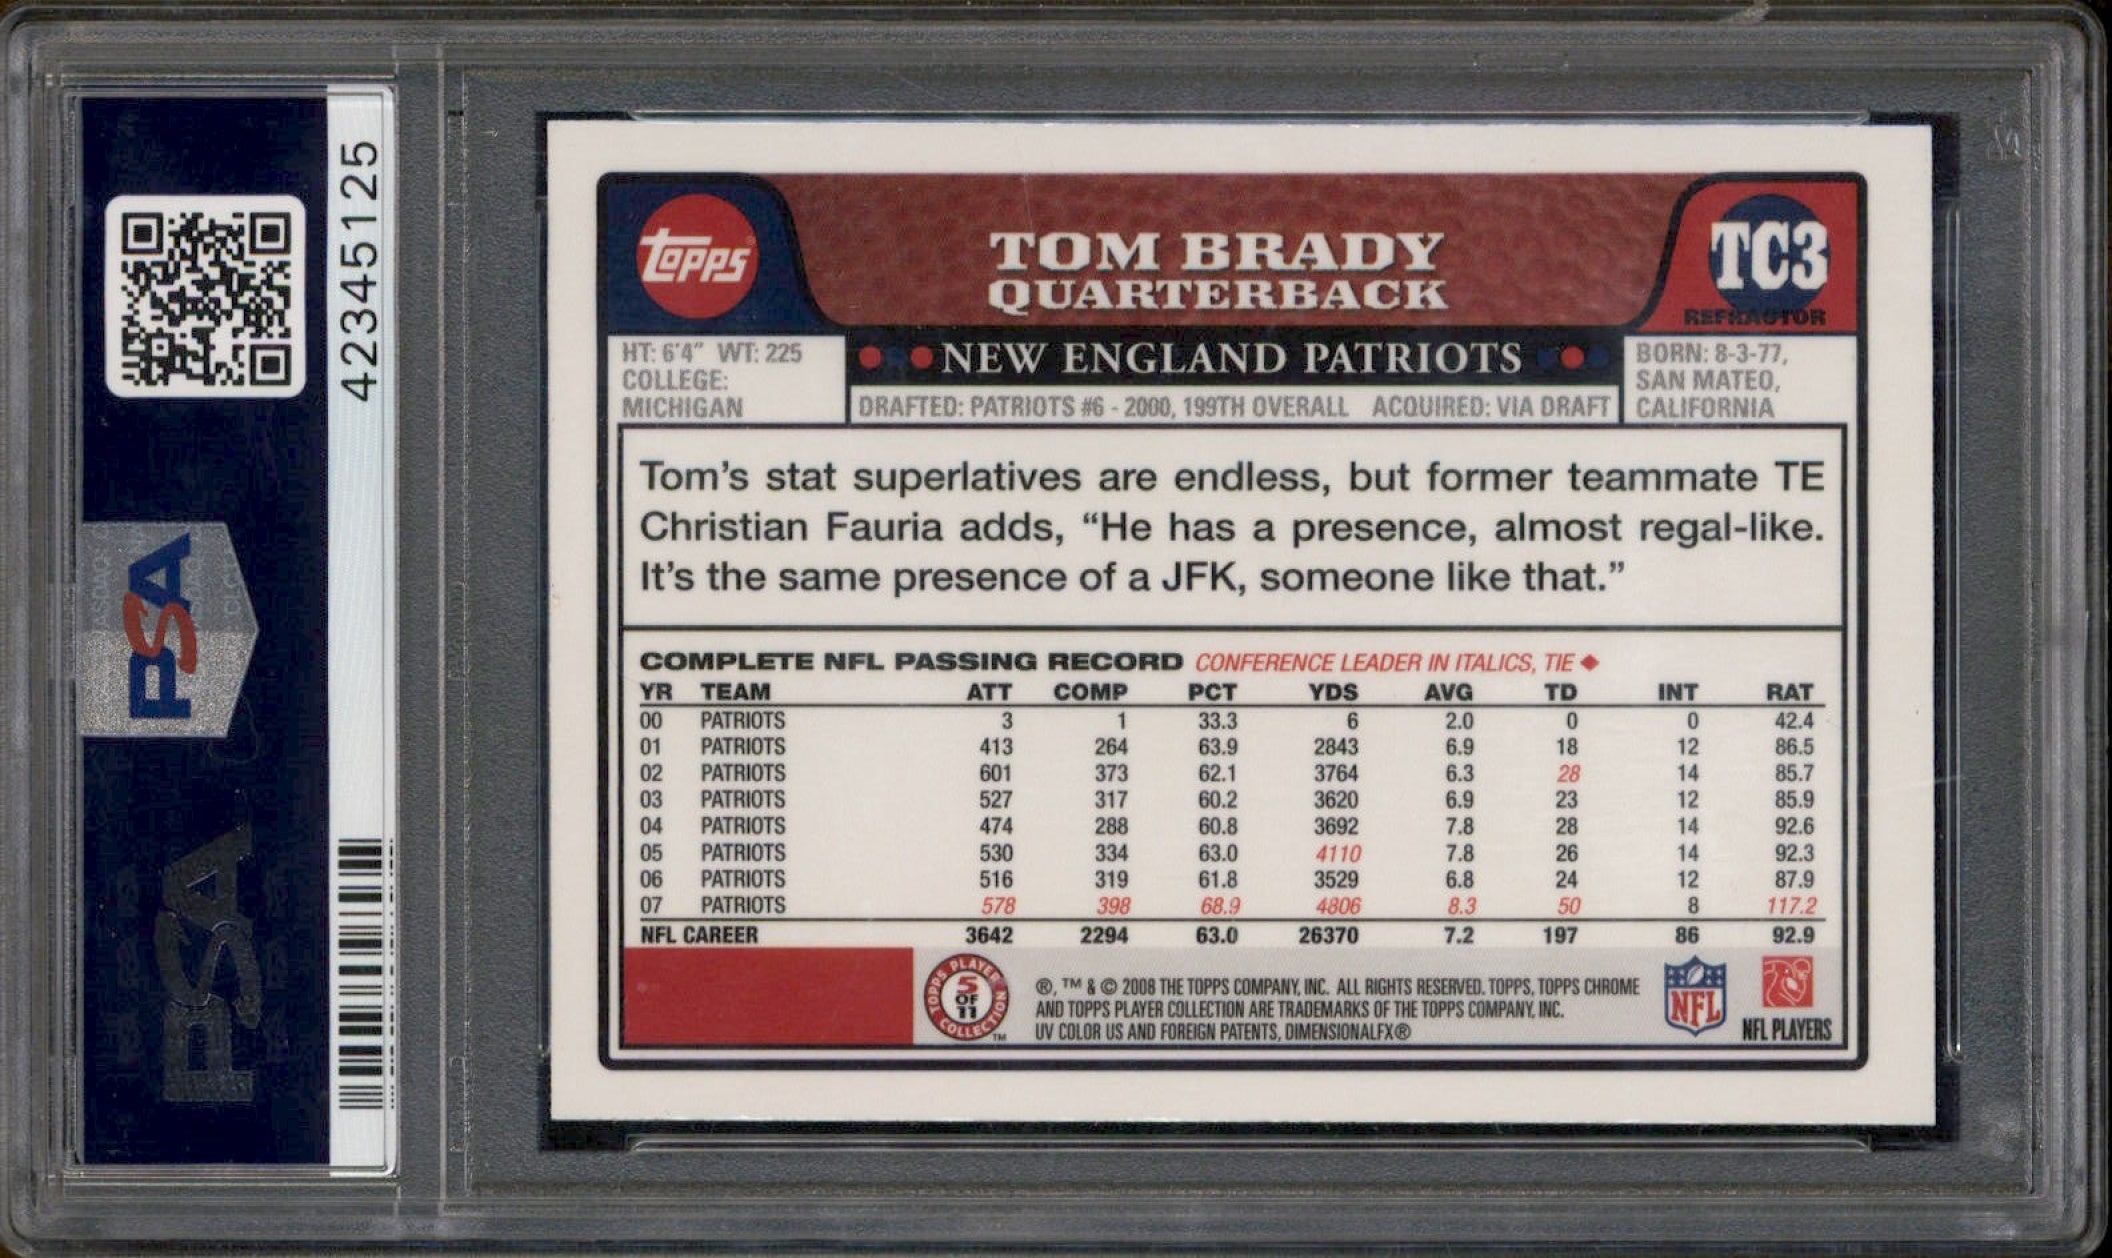 42345125
PSA
PSA
Topps
TOM BRADY
QUARTERBACK
TC3
REFRACTOR
HT: 6'4" WT: 225
COLLEGE:
MICHIGAN
NEW ENGLAND PATRIOTS
DRAFTED: PATRIOTS #6 - 2000, 199TH OVERALL ACQUIRED: VIA DRAFT
BORN: 8-3-77,
SAN MATEO,
CALIFORNIA
Tom's stat superlatives are endless, but former teammate TE
Christian Fauria adds, “He has a presence, almost regal-like.
It's the same presence of a JFK, someone like that.”
COMPLETE NFL PASSING RECORD CONFERENCE LEADER IN ITALICS, TIE ◆
YR TEAM ATT COMP PCT YDS AVG TD INT RAT
00 PATRIOTS 3 1 33.3 6 2.0 0 0 42.4
01 PATRIOTS 413 264 63.9 2843 6.9 18 12 86.5
02 PATRIOTS 601 373 62.1 3764 6.3 28 14 85.7
03 PATRIOTS 527 317 60.2 3620 6.9 23 12 85.9
04 PATRIOTS 474 288 60.8 3692 7.8 28 14 92.6
05 PATRIOTS 530 334 63.0 4110 7.8 26 14 92.3
06 PATRIOTS 516 319 61.8 3529 6.8 24 12 87.9
07 PATRIOTS 578 398 68.9 4806 8.3 50 8 117.2
NFL CAREER 3642 2294 63.0 26370 7.2 197 86 92.9
TOPPS PLAYER COLLECTION
5
OF
11
TM
®, ™ & © 2008 THE TOPPS COMPANY, INC. ALL RIGHTS RESERVED. TOPPS, TOPPS CHROME
AND TOPPS PLAYER COLLECTION ARE TRADEMARKS OF THE TOPPS COMPANY, INC.
UV COLOR US AND FOREIGN PATENTS, DIMENSIONALFX®
NFL
NFL PLAYERS